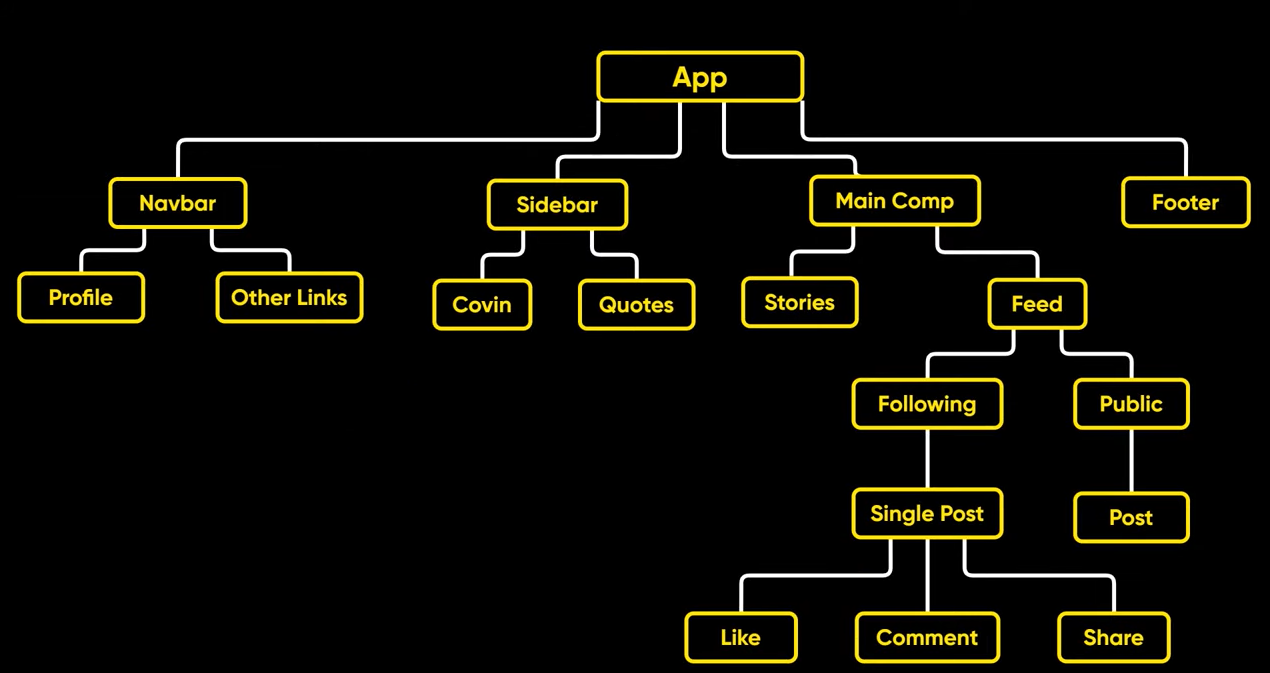 App
Navbar
Sidebar
Main Comp
Footer
Profile
Other Links
Covin
Quotes
Stories
Feed
Following
Public
Single Post
Post
Like
Comment
Share